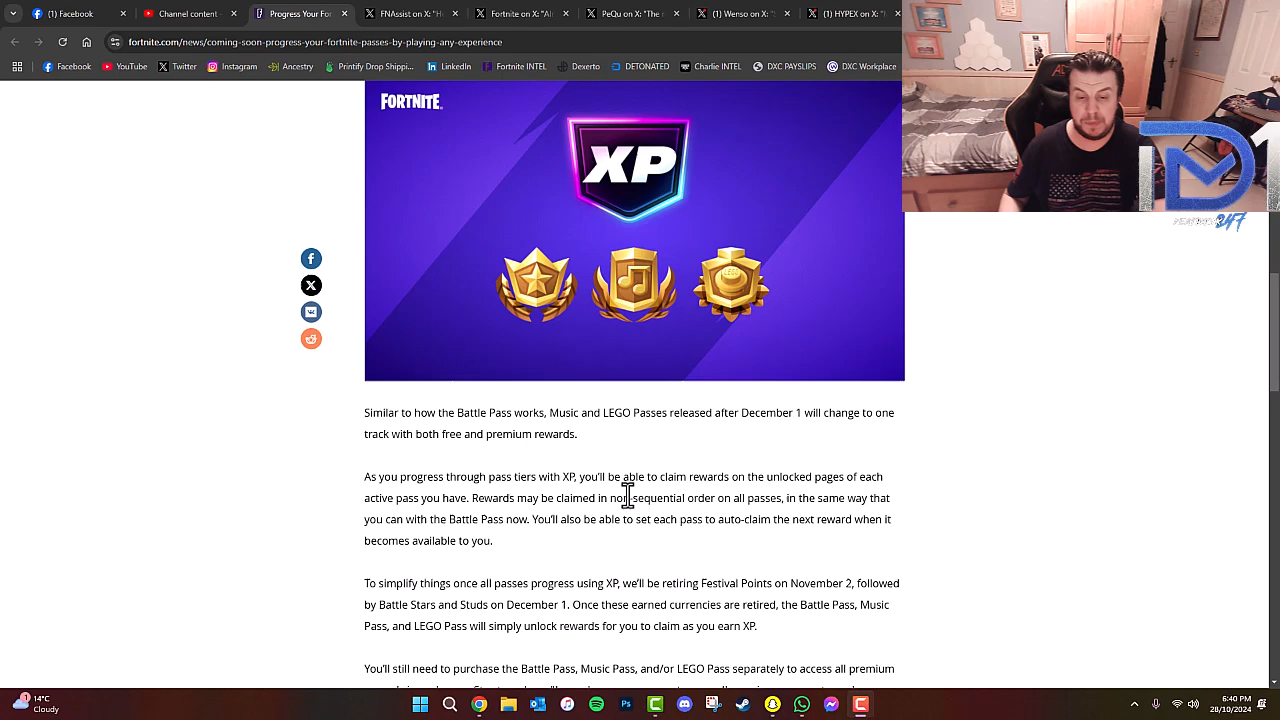 (1) Facebook
Channel content
Progress Your For
FNAssist on X: "H
Fortnite on X: "Al
PeQu on X: "The
(1) Wensoing
(1) HYPEX on X: "I
fortnite.com/news/coming-soon-progress-your-fortnite-passes-by-playing-any-experience
Facebook
YouTube
Twitter
Instagram
Ancestry
Printify
LinkedIn
Fortnite INTEL
Dexerto
DETONATED
Charlie INTEL
DXC PAYSLIPS
DXC Workplace
FORTNITE
XP
LEGO
Similar to how the Battle Pass works, Music and LEGO Passes released after December 1 will change to one
track with both free and premium rewards.
As you progress through pass tiers with XP, you'll be able to claim rewards on the unlocked pages of each
active pass you have. Rewards may be claimed in non-sequential order on all passes, in the same way that
you can with the Battle Pass now. You'll also be able to set each pass to auto-claim the next reward when it
becomes available to you.
To simplify things once all passes progress using XP, we'll be retiring Festival Points on November 2, followed
by Battle Stars and Studs on December 1. Once these earned currencies are retired, the Battle Pass, Music
Pass, and LEGO Pass will simply unlock rewards for you to claim as you earn XP.
You'll still need to purchase the Battle Pass, Music Pass, and/or LEGO Pass separately to access all premium
14°C
Cloudy
6:40 PM
28/10/2024